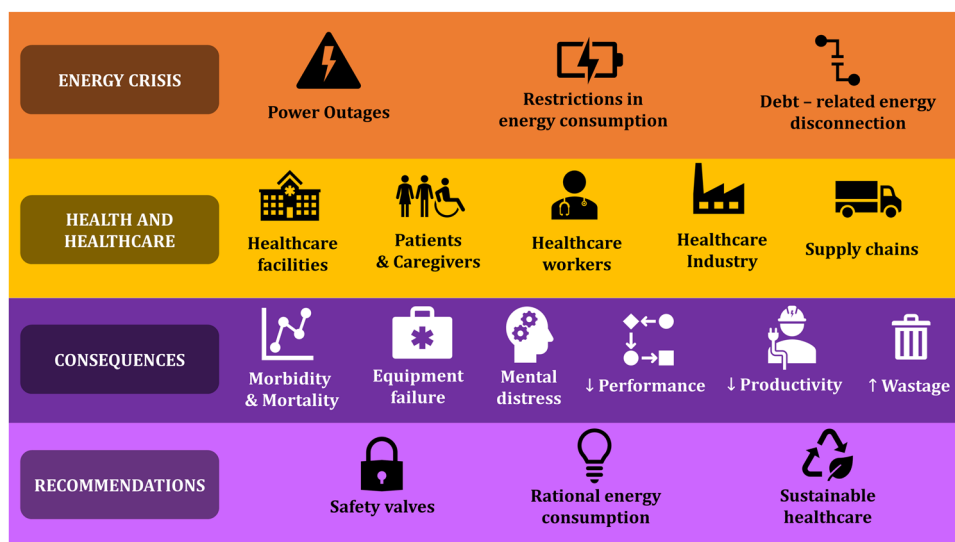 ENERGY CRISIS
Power Outages
Restrictions in
energy consumption
Debt – related energy
disconnection
HEALTH AND
HEALTHCARE
Healthcare
facilities
Patients
& Caregivers
Healthcare
workers
Healthcare
Industry
Supply chains
CONSEQUENCES
Morbidity
& Mortality
Equipment
failure
Mental
distress
↓ Performance
↓ Productivity
↑ Wastage
RECOMMENDATIONS
Safety valves
Rational energy
consumption
Sustainable
healthcare